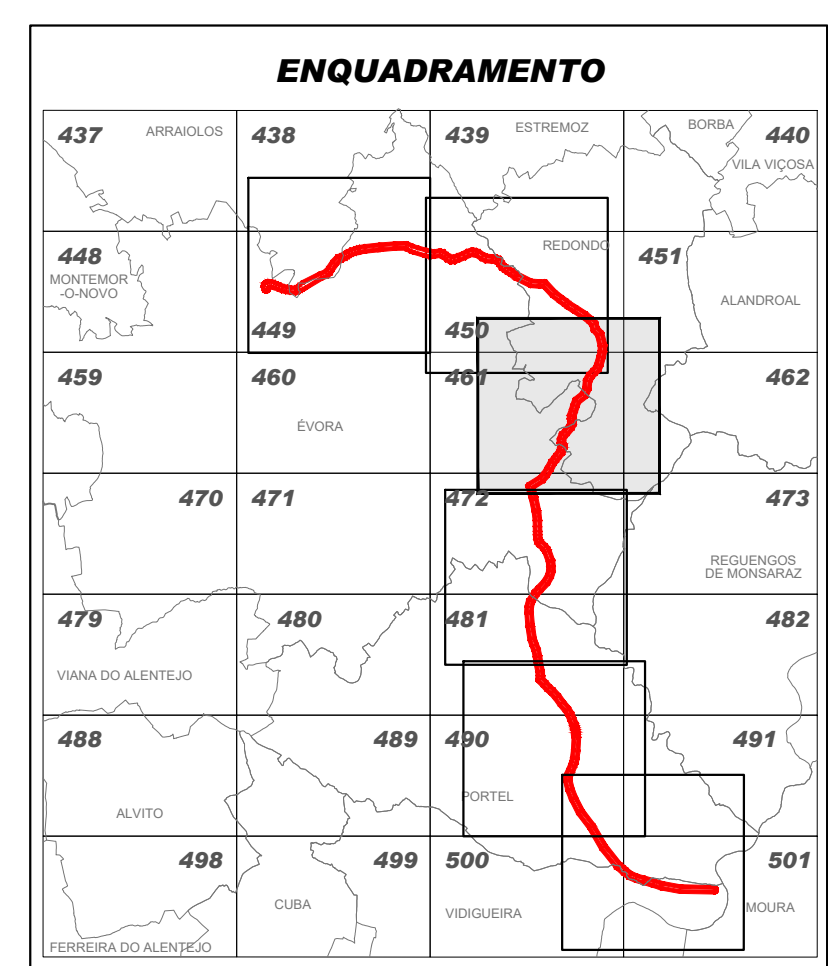 ENQUADRAMENTO
437 ARRAIOLOS 438 439 ESTREMOZ BORBA 440
VILA VIÇOSA
448 REDONDO 451
MONTEMOR
-O-NOVO
ALANDROAL
449 450
459 460 461 462
ÉVORA
470 471 472 473
REGUENGOS
DE MONSARAZ
479 480 481 482
VIANA DO ALENTEJO
488 489 490 491
PORTEL
ALVITO
498 499 500 501
CUBA VIDIGUEIRA MOURA
FERREIRA DO ALENTEJO